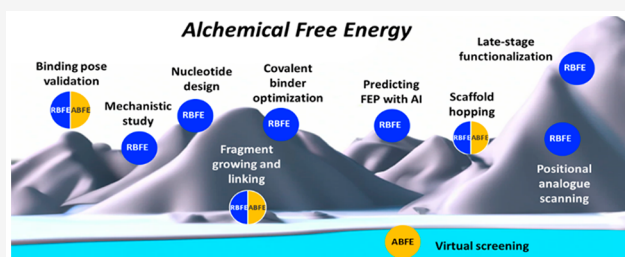 Alchemical Free Energy
Binding pose
validation
RBFE ABFE
Mechanistic
study
RBFE
Nucleotide
design
RBFE
Covalent
binder
optimization
RBFE
Fragment
growing and
linking
RBFE ABFE
Predicting
FEP with AI
RBFE
Scaffold
hopping
RBFE ABFE
Late-stage
functionalization
RBFE
RBFE
Positional
analogue
scanning
ABFE
Virtual screening